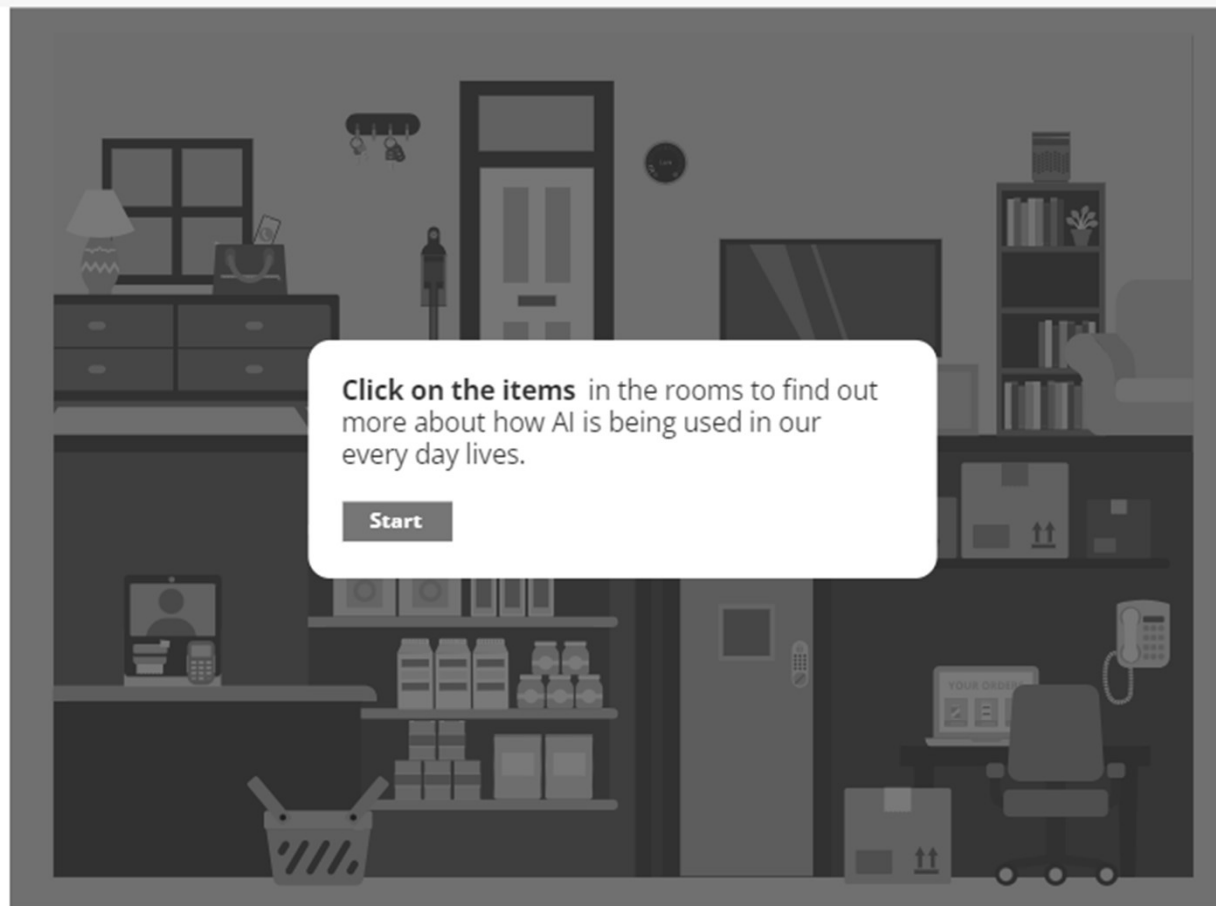 Click on the items in the rooms to find out
more about how AI is being used in our
every day lives.
Start
YOUR ORDERS